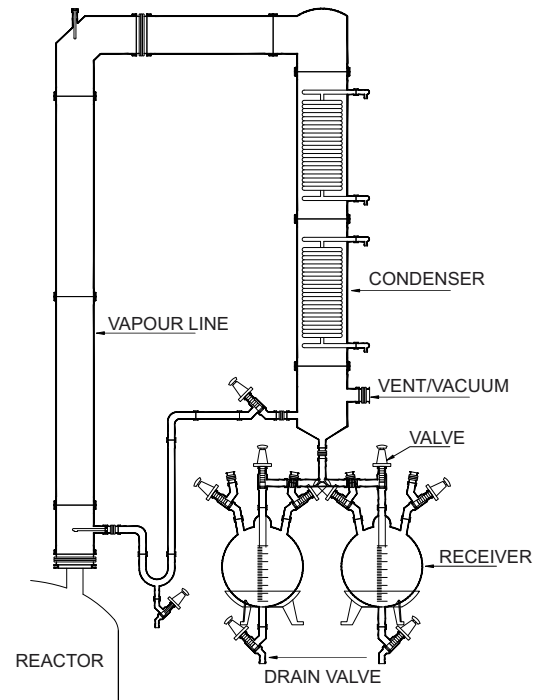 CONDENSER
VAPOUR LINE
VENT/VACUUM
VALVE
RECEIVER
REACTOR
DRAIN VALVE